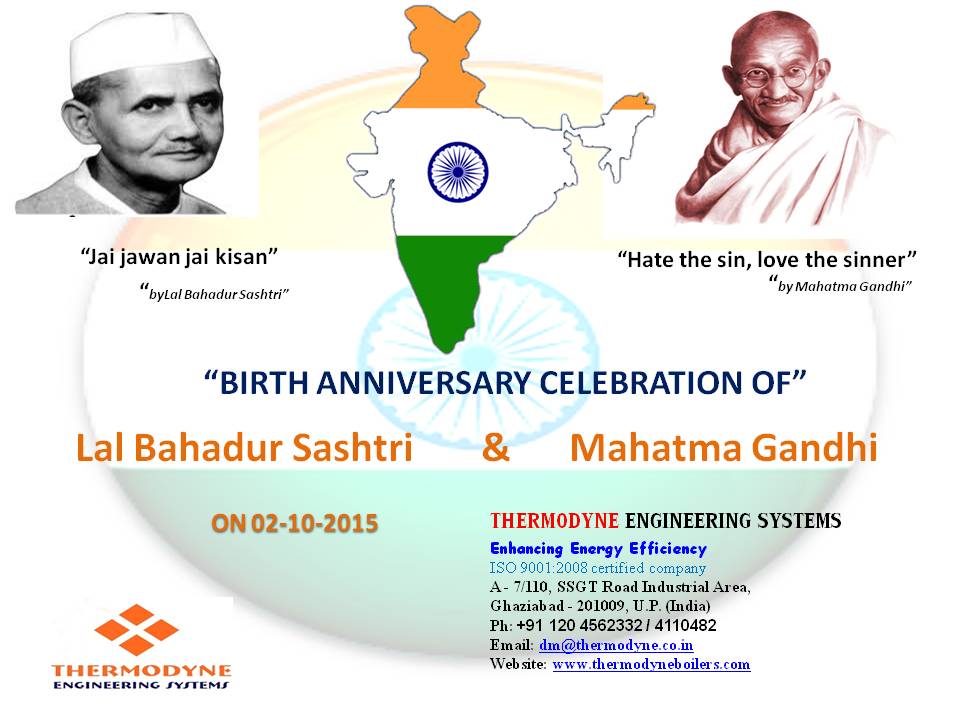 “Jai jawan jai kisan”
“byLal Bahadur Sashtri”
“Hate the sin, love the sinner”
“by Mahatma Gandhi”
“BIRTH ANNIVERSARY CELEBRATION OF”
Lal Bahadur Sashtri & Mahatma Gandhi
ON 02-10-2015
THERMODYNE ENGINEERING SYSTEMS
Enhancing Energy Efficiency
ISO 9001:2008 certified company
A - 7/110, SSGT Road Industrial Area,
Ghaziabad - 201009, U.P. (India)
Ph: +91 120 4562332 / 4110482
Email: dm@thermodyne.co.in
Website: www.thermodyneboilers.com
THERMODYNE
ENGINEERING SYSTEMS